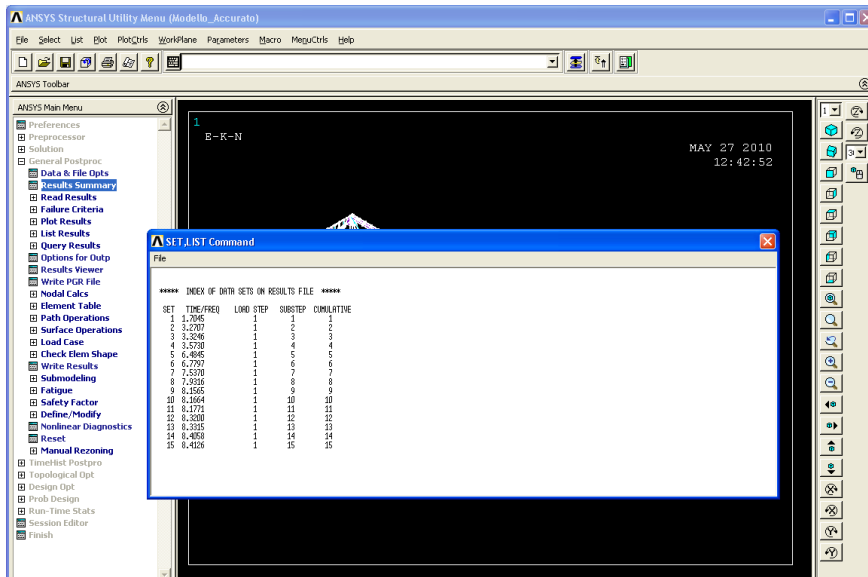 ANSYS Structural Utility Menu (Modello_Accurato)
File Select List Plot PlotCtrls WorkPlane Parameters Macro MenuCtrls Help
ANSYS Toolbar
ANSYS Main Menu
Preferences
Preprocessor
Solution
General Postproc
Data & File Opts
Results Summary
Read Results
Failure Criteria
Plot Results
List Results
Query Results
Options for Outp
Results Viewer
Write PGR File
Nodal Calcs
Element Table
Path Operations
Surface Operations
Load Case
Check Elem Shape
Write Results
Submodeling
Fatigue
Safety Factor
Define/Modify
Nonlinear Diagnostics
Reset
Manual Rezoning
TimeHist Postpro
Topological Opt
Design Opt
Prob Design
Run-Time Stats
Session Editor
Finish
1
E-K-N
MAY 27 2010
12:42:52
SET,LIST Command
File
***** INDEX OF DATA SETS ON RESULTS FILE *****
SET TIME/FREQ LOAD STEP SUBSTEP CUMULATIVE
1 1.7045 1 1 1
2 3.2707 1 2 2
3 3.3246 1 3 3
4 3.5730 1 4 4
5 6.4845 1 5 5
6 6.7797 1 6 6
7 7.5370 1 7 7
8 7.9316 1 8 8
9 8.1565 1 9 9
10 8.1664 1 10 10
11 8.1771 1 11 11
12 8.3200 1 12 12
13 8.3315 1 13 13
14 8.4058 1 14 14
15 8.4126 1 15 15
1